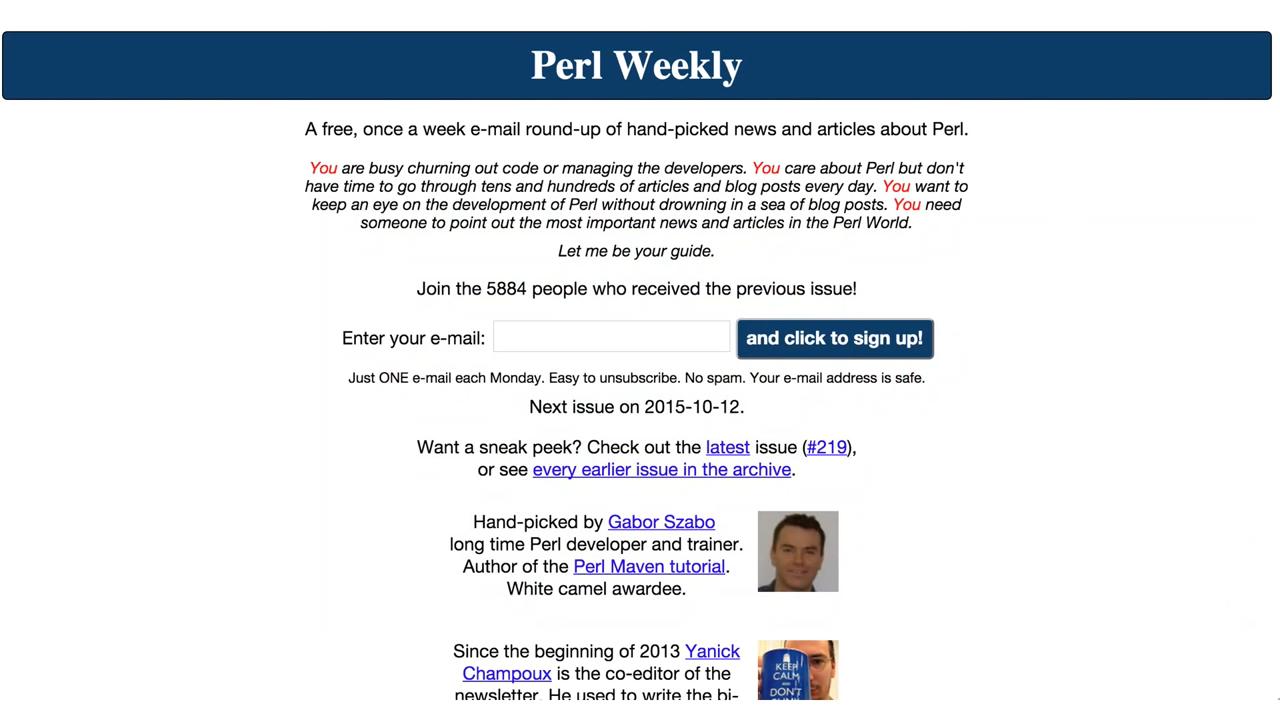 Perl Weekly
A free, once a week e-mail round-up of hand-picked news and articles about Perl.
You are busy churning out code or managing the developers. You care about Perl but don't
have time to go through tens and hundreds of articles and blog posts every day. You want to
keep an eye on the development of Perl without drowning in a sea of blog posts. You need
someone to point out the most important news and articles in the Perl World.
Let me be your guide.
Join the 5884 people who received the previous issue!
Enter your e-mail: and click to sign up!
Just ONE e-mail each Monday. Easy to unsubscribe. No spam. Your e-mail address is safe.
Next issue on 2015-10-12.
Want a sneak peek? Check out the latest issue (#219),
or see every earlier issue in the archive.
Hand-picked by Gabor Szabo
long time Perl developer and trainer.
Author of the Perl Maven tutorial.
White camel awardee.
Since the beginning of 2013 Yanick
Champoux is the co-editor of the
newsletter. He used to write the bi-
KEEP
CALM
AND
DON'T